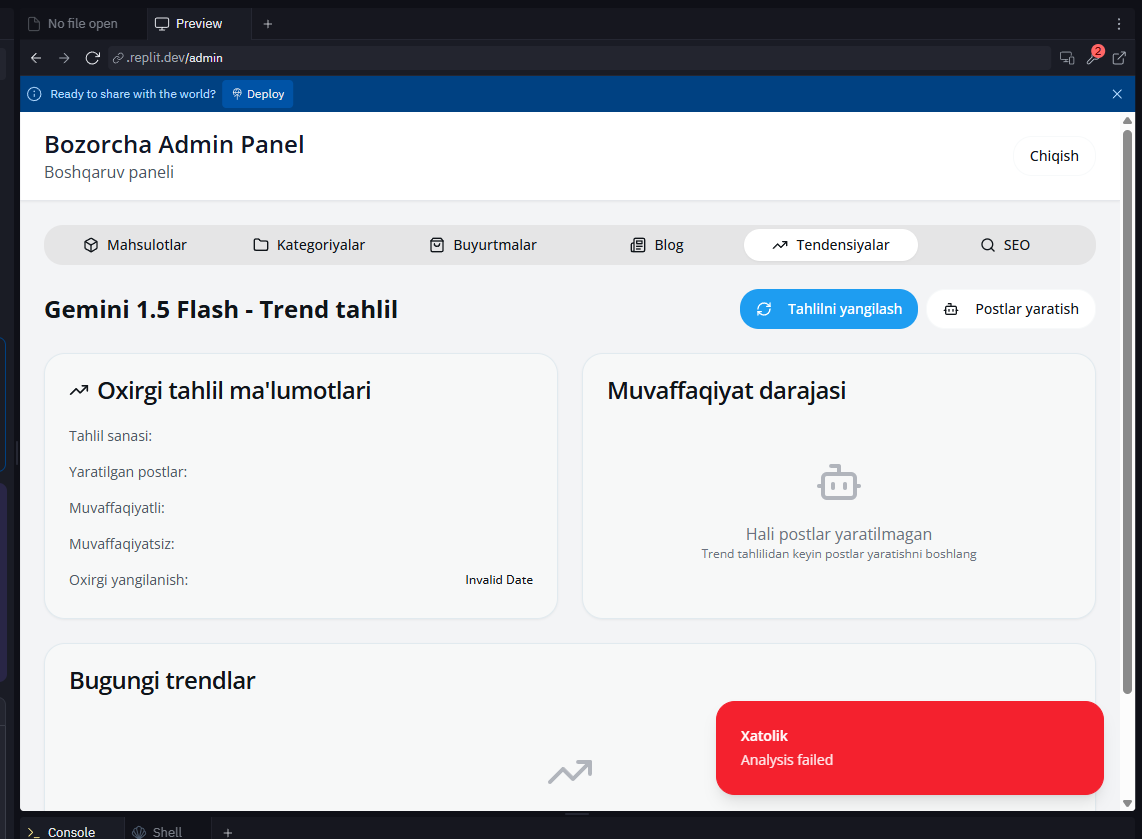 No file open
Preview
.replit.dev/admin
2
Ready to share with the world?
Deploy
Bozorcha Admin Panel
Boshqaruv paneli
Chiqish
Mahsulotlar
Kategoriyalar
Buyurtmalar
Blog
Tendensiyalar
SEO
Gemini 1.5 Flash - Trend tahlil
Tahlilni yangilash
Postlar yaratish
Oxirgi tahlil ma'lumotlari
Tahlil sanasi:
Yaratilgan postlar:
Muvaffaqiyatli:
Muvaffaqiyatsiz:
Oxirgi yangilanish:
Invalid Date
Muvaffaqiyat darajasi
Hali postlar yaratilmagan
Trend tahlilidan keyin postlar yaratishni boshlang
Bugungi trendlar
Xatolik
Analysis failed
Console
Shell